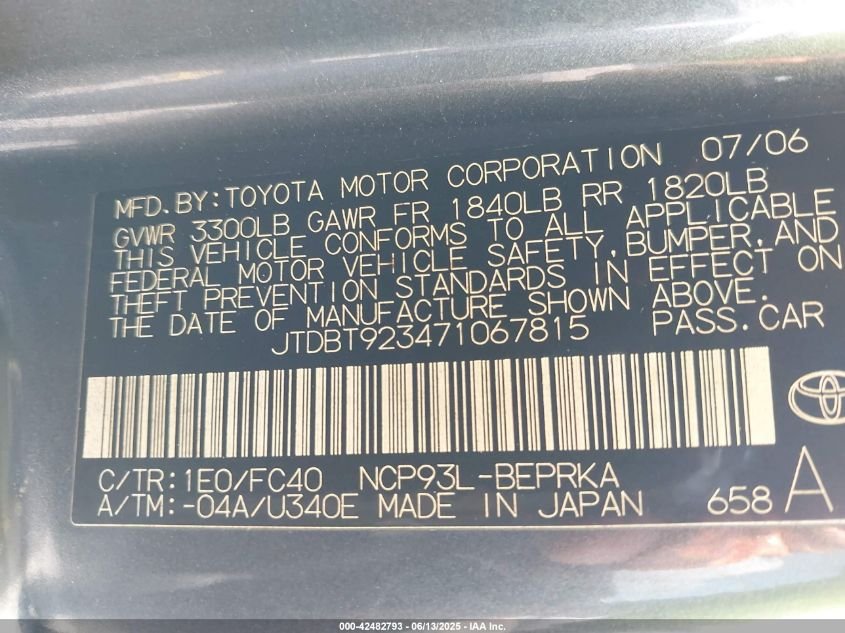 MFD. BY: TOYOTA MOTOR CORPORATION 07/06
GVWR 3300LB GAWR FR 1840LB RR 1820LB
THIS VEHICLE CONFORMS TO ALL APPLICABLE
FEDERAL MOTOR VEHICLE SAFETY, BUMPER, AND
THEFT PREVENTION STANDARDS IN EFFECT ON
THE DATE OF MANUFACTURE SHOWN ABOVE.
JTDBT923471067815 PASS. CAR
C/TR: 1E0/FC40 NCP93L-BEPRKA
A/TM: -04A/U340E MADE IN JAPAN 658 A
000-42482793 - 06/13/2025 - IAA Inc.